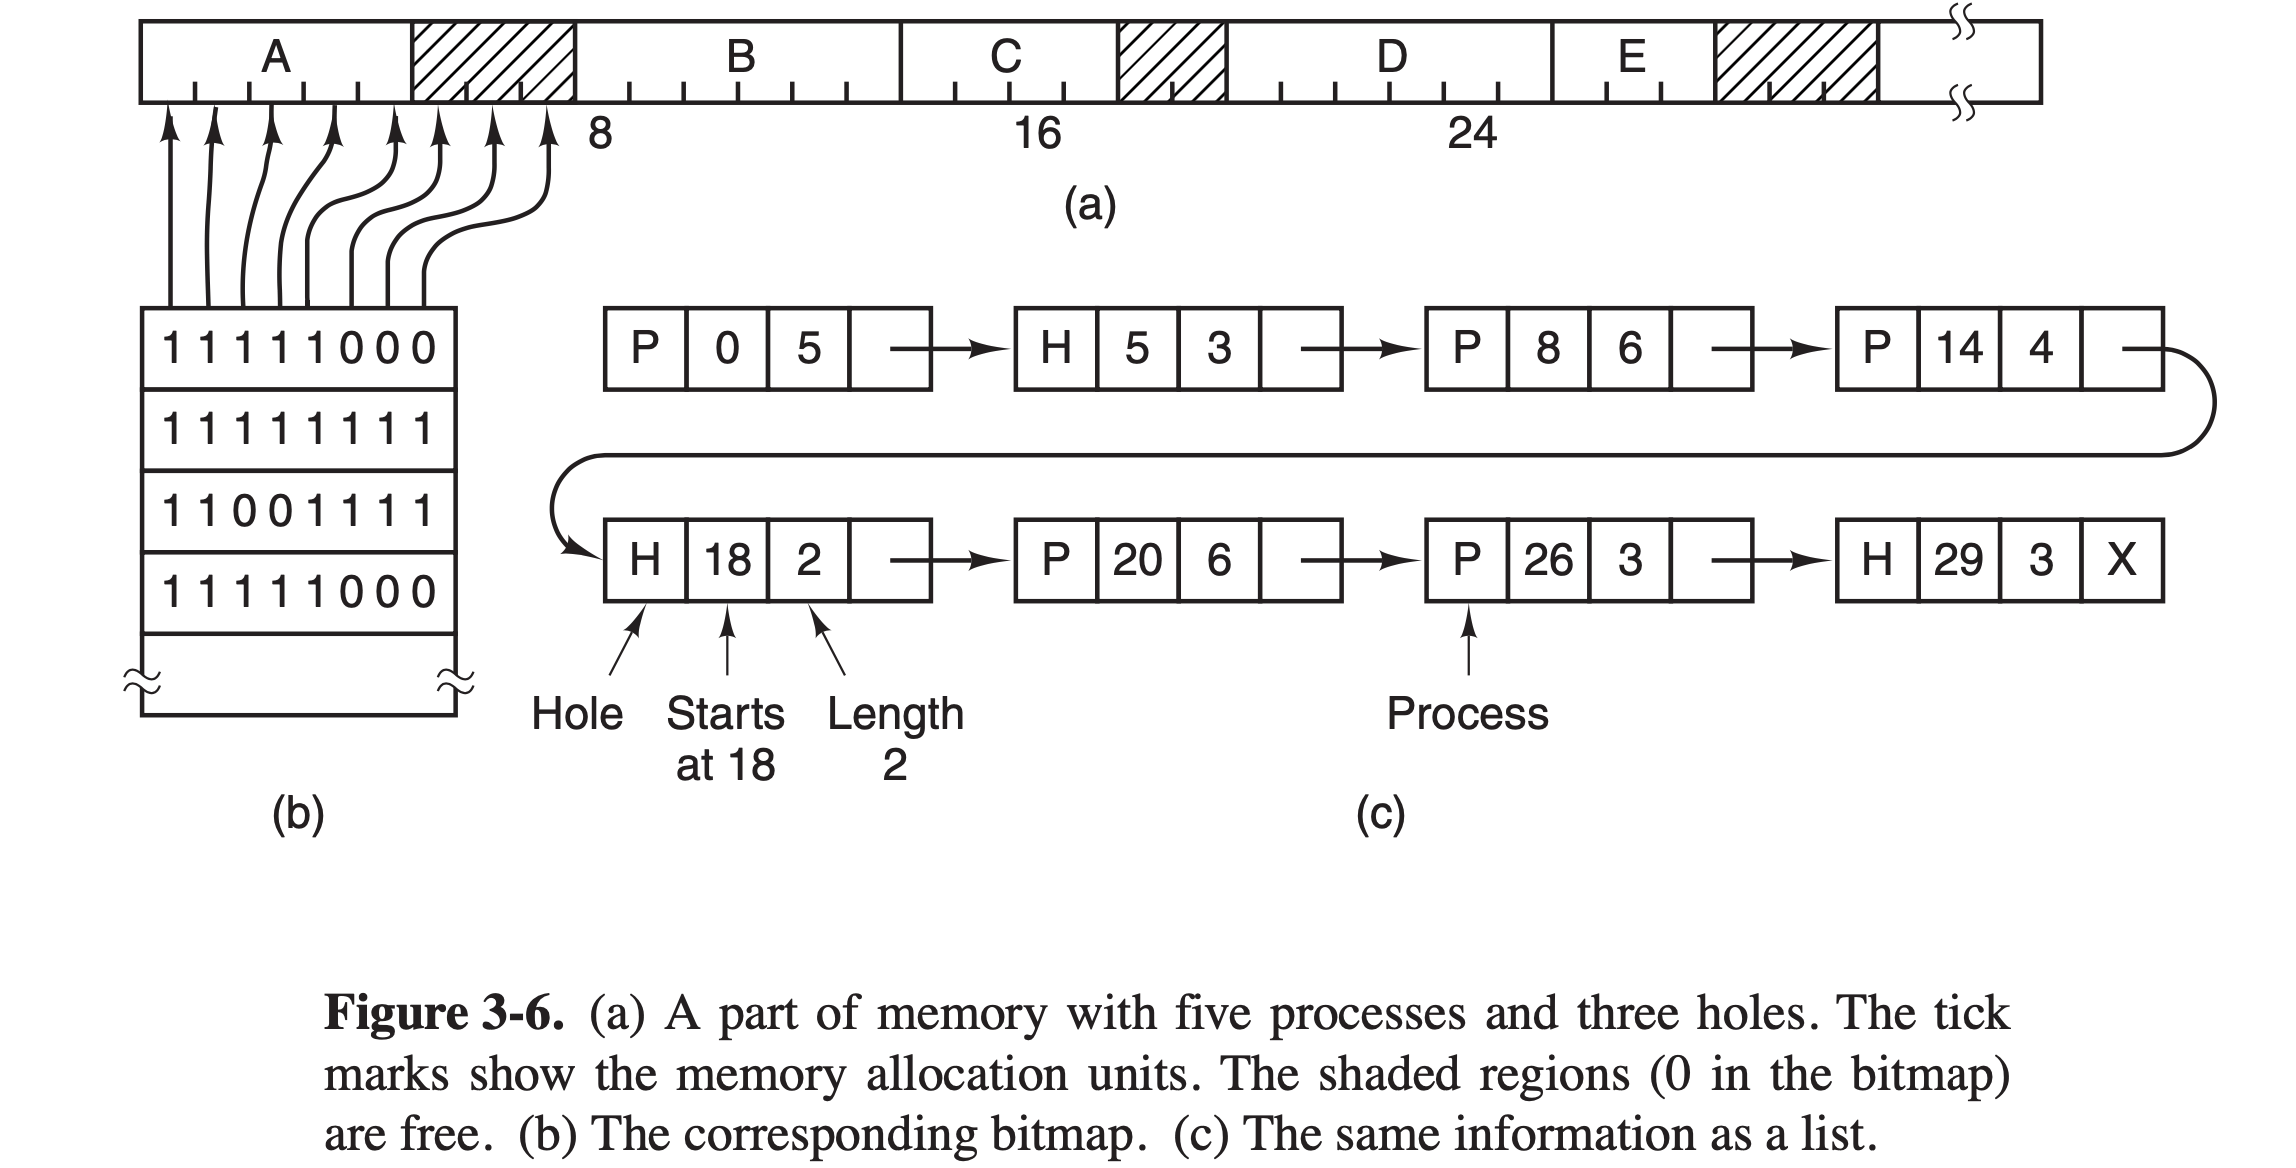 A B C D E
8 16 24
(a)
1 1 1 1 1 0 0 0
1 1 1 1 1 1 1 1
1 1 0 0 1 1 1 1
1 1 1 1 1 0 0 0
(b)
P 0 5 H 5 3 P 8 6 P 14 4
H 18 2 P 20 6 P 26 3 H 29 3 X
Hole Starts Length Process
at 18 2
(c)
Figure 3-6. (a) A part of memory with five processes and three holes. The tick
marks show the memory allocation units. The shaded regions (0 in the bitmap)
are free. (b) The corresponding bitmap. (c) The same information as a list.